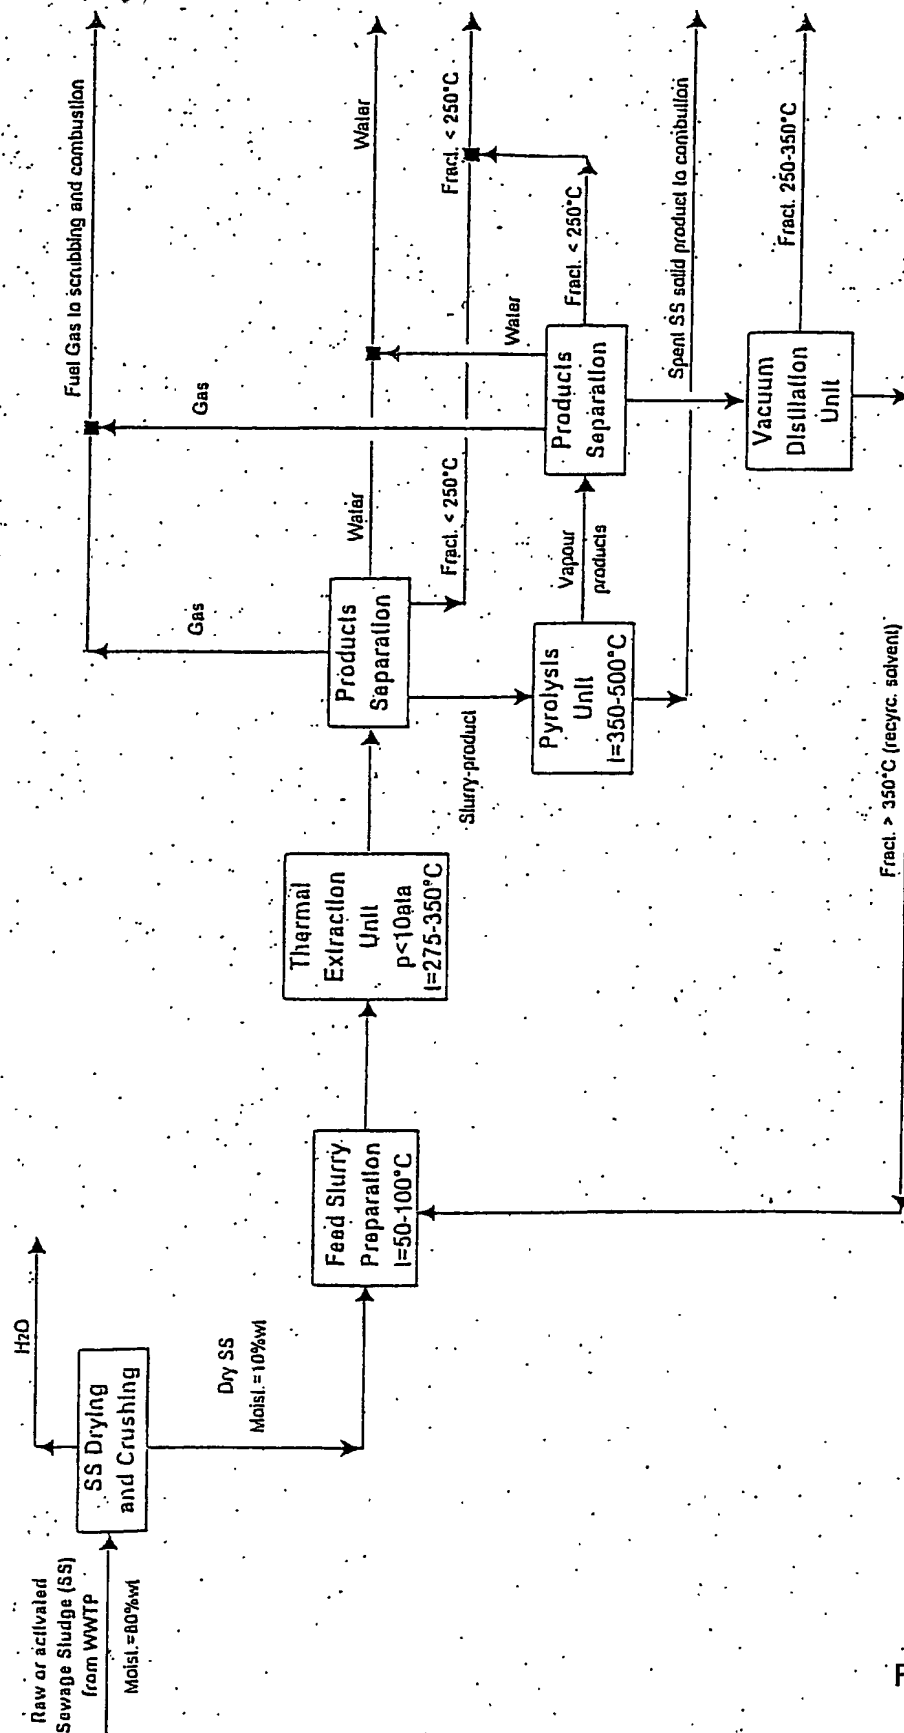 Raw or activated
Sewage Sludge (SS)
from WWTP
Moist.=80%wt
H2O
SS Drying
and Crushing
Dry SS
Moist.=10%wt
Feed Slurry
Preparation
t=50-100°C
Thermal
Extraction
Unit
p<10ata
t=275-350°C
Products
Separation
Gas
Water
Fract. < 250°C
Slurry-product
Pyrolysis
Unit
t=350-500°C
Vapour
products
Products
Separation
Gas
Water
Fract. < 250°C
Fuel Gas to scrubbing and combustion
Water
Fract. < 250°C
Spent SS solid product to combustion
Vacuum
Distillation
Unit
Fract. 250-350°C
Fract. > 350°C (recyrc. solvent)
F